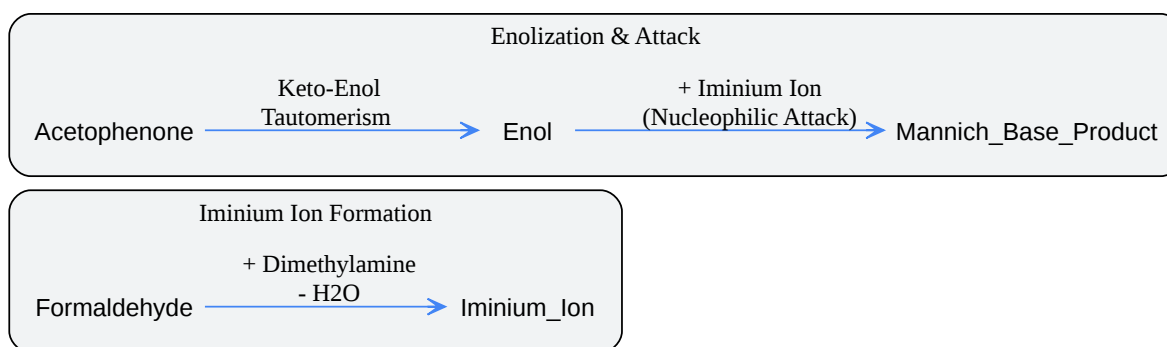 Enolization & Attack
Keto-Enol
Tautomerism
+ Iminium Ion
(Nucleophilic Attack)
Acetophenone
Enol
Mannich_Base_Product
Iminium Ion Formation
+ Dimethylamine
- H2O
Formaldehyde
Iminium_Ion